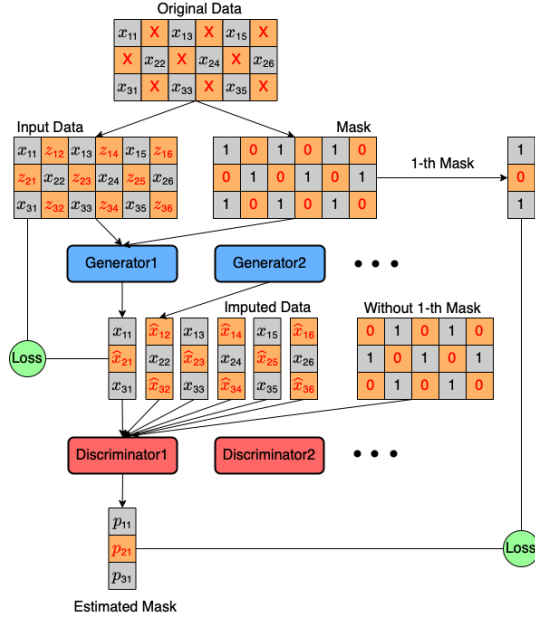 Original Data
x11 X x13 X x15 X
X x22 X x24 X x26
x31 X x33 X x35 X
Input Data
Mask
x11 z12 x13 z14 x15 z16
z21 x22 z23 x24 z25 x26
x31 z32 x33 z34 x35 z36
1 0 1 0 1 0
0 1 0 1 0 1
1 0 1 0 1 0
1-th Mask
1
0
1
Generator1
Generator2
• • •
Imputed Data
Without 1-th Mask
x11 x̂12 x13 x̂14 x15 x̂16
x̂21 x22 x̂23 x24 x̂25 x26
x31 x̂32 x33 x̂34 x35 x̂36
0 1 0 1 0
1 0 1 0 1
0 1 0 1 0
Loss
Discriminator1
Discriminator2
• • •
p11
p21
p31
Loss
Estimated Mask